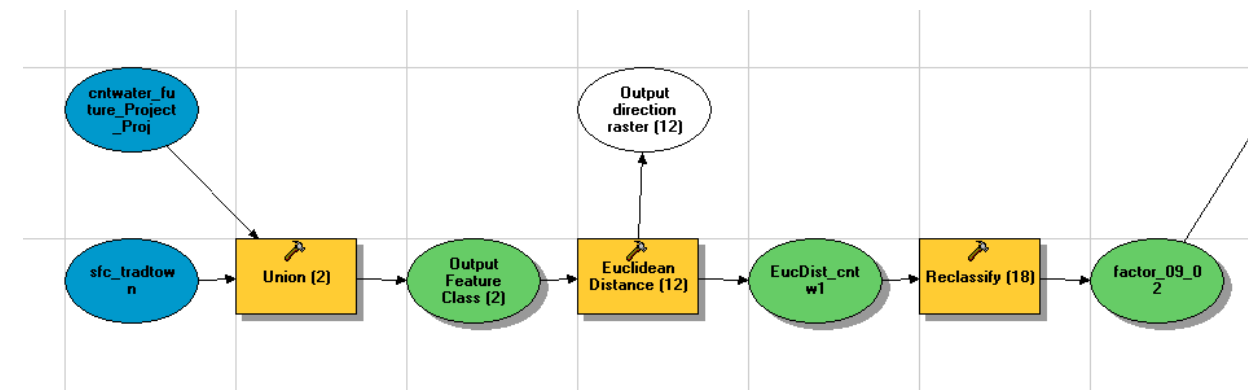 cntwater_fu
ture_Project
_Proj
Output
direction
raster (12)
sfc_tradtow
n
Union (2)
Output
Feature
Class (2)
Euclidean
Distance (12)
EucDist_cnt
w1
Reclassify (18)
factor_09_0
2